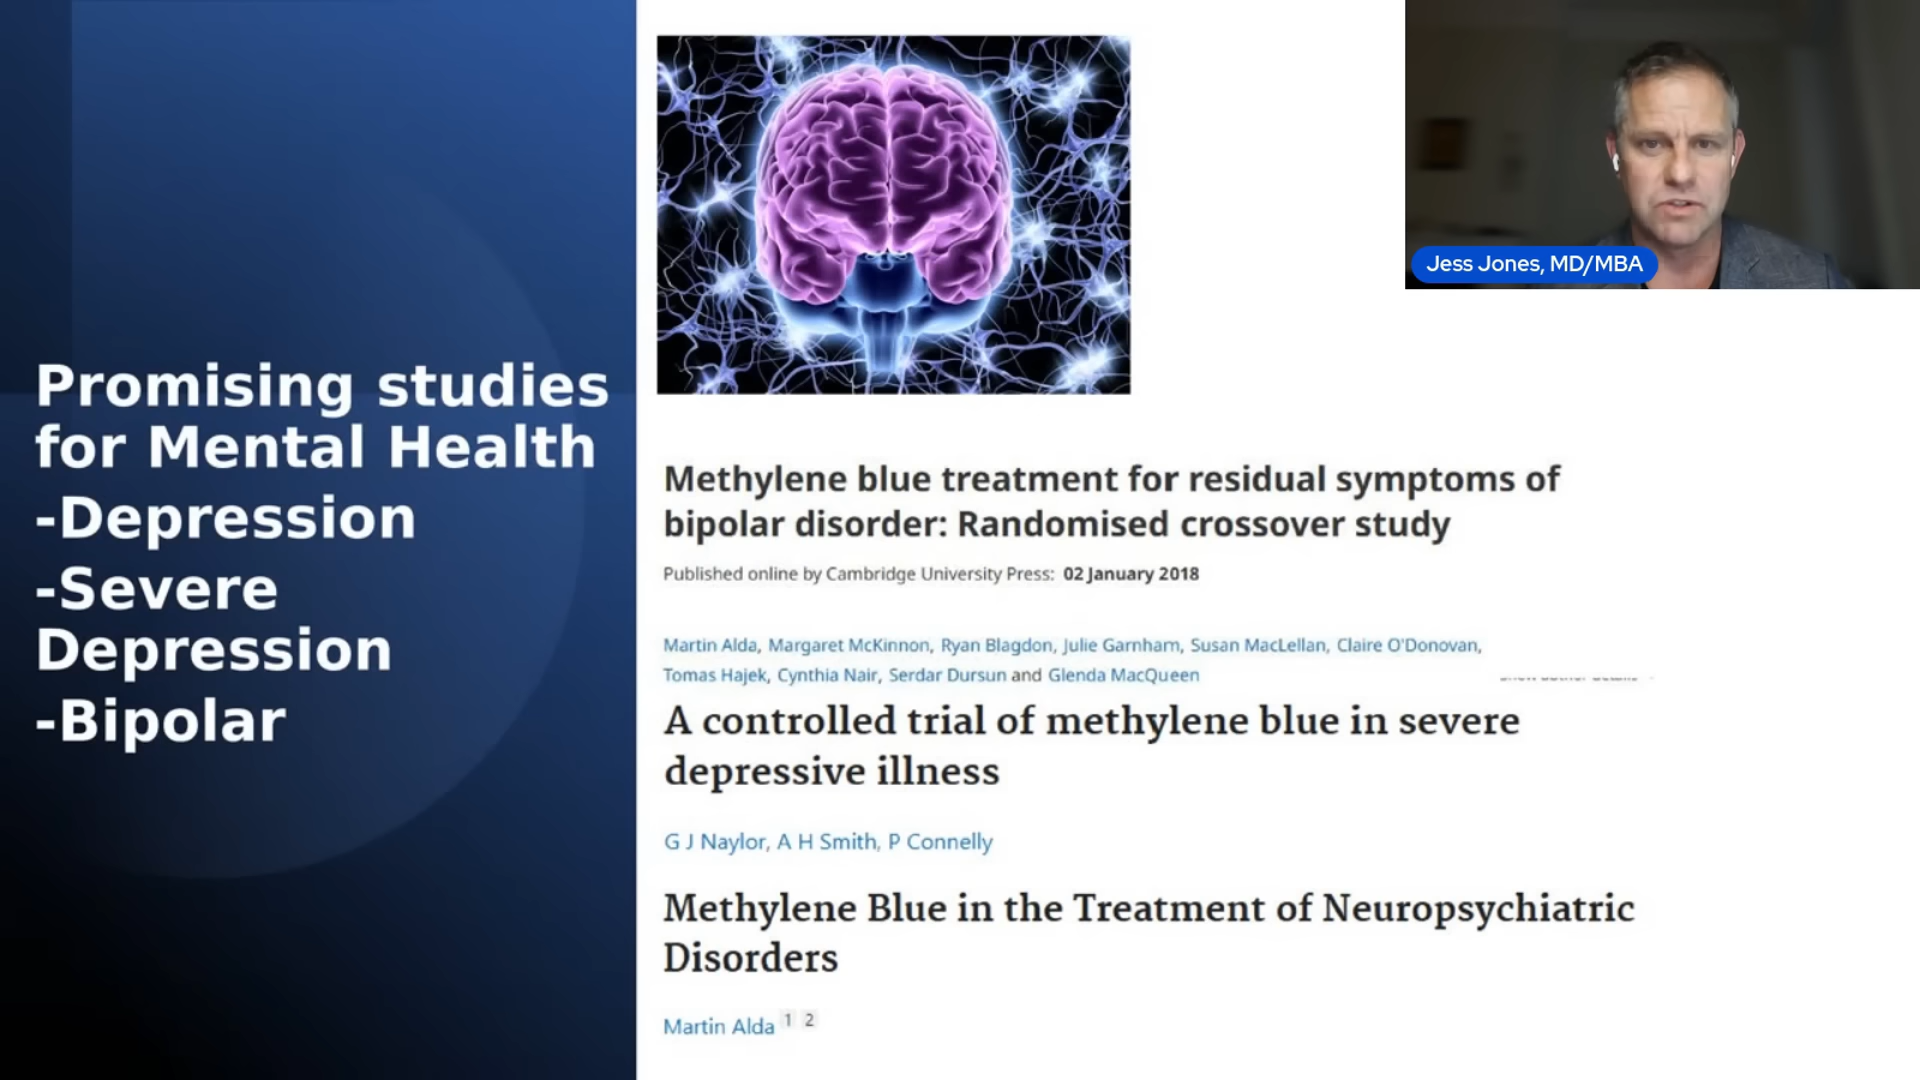 Promising studies
for Mental Health
-Depression
-Severe
Depression
-Bipolar
Jess Jones, MD/MBA
Methylene blue treatment for residual symptoms of
bipolar disorder: Randomised crossover study
Published online by Cambridge University Press: 02 January 2018
Martin Alda, Margaret McKinnon, Ryan Blagdon, Julie Garnham, Susan MacLellan, Claire O'Donovan,
Tomas Hajek, Cynthia Nair, Serdar Dursun and Glenda MacQueen
A controlled trial of methylene blue in severe
depressive illness
G J Naylor, A H Smith, P Connelly
Methylene Blue in the Treatment of Neuropsychiatric
Disorders
Martin Alda 1 2